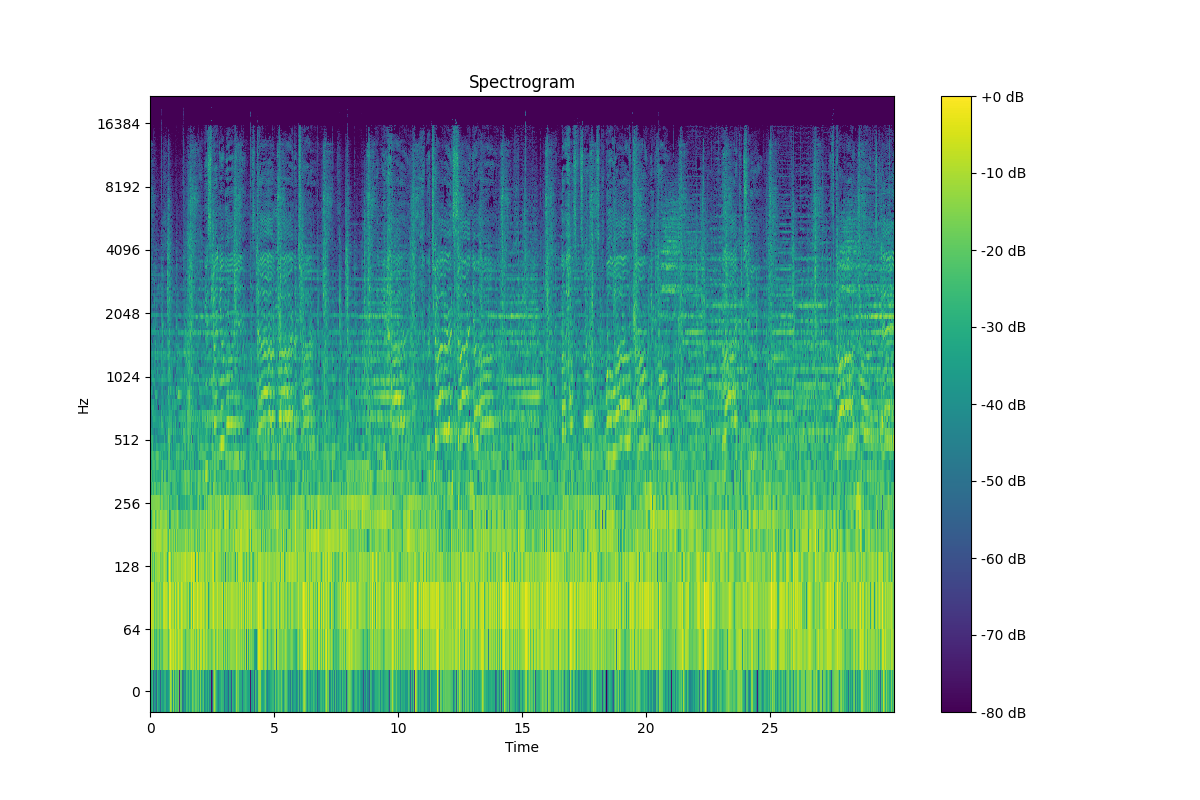 Spectrogram
Hz
16384
8192
4096
2048
1024
512
256
128
64
0
0 5 10 15 20 25
Time
+0 dB
-10 dB
-20 dB
-30 dB
-40 dB
-50 dB
-60 dB
-70 dB
-80 dB